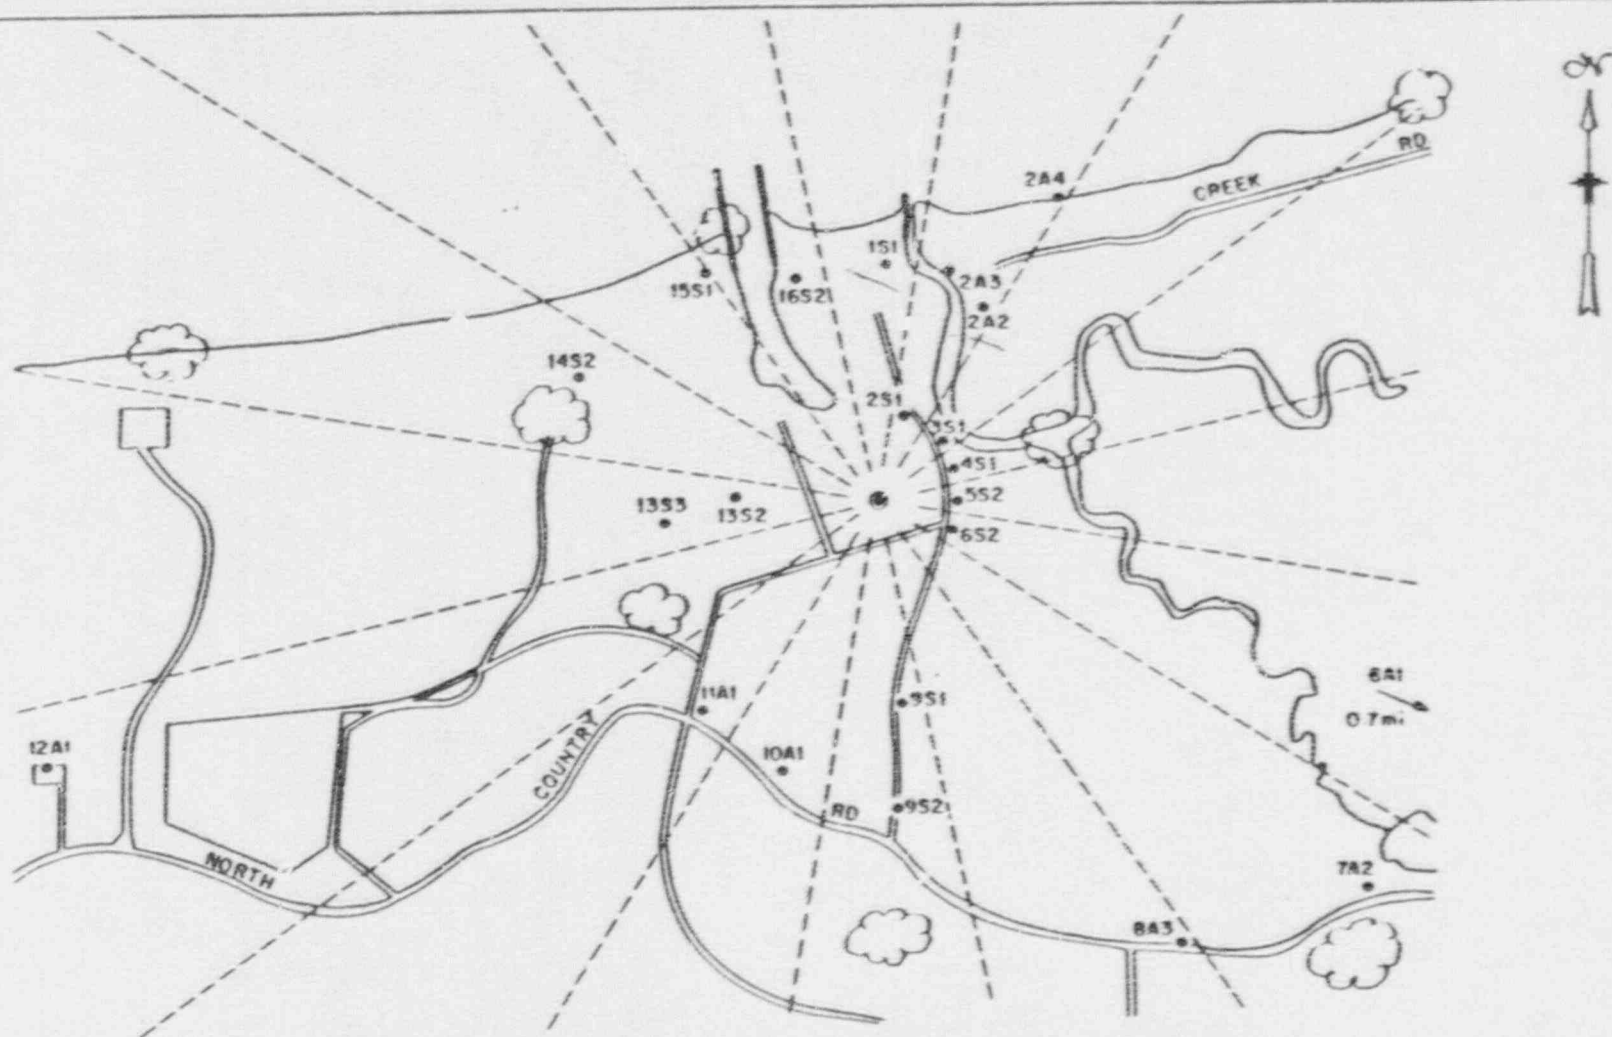 RD
CREEK
2A4
1S1
2A3
15S1
16S2
2A2
14S2
2S1
3S1
4S1
5S2
13S3
13S2
6S2
6A1
0.7mi
11A1
9S1
12A1
10A1
COUNTRY
9S2
RD
NORTH
7A2
8A3